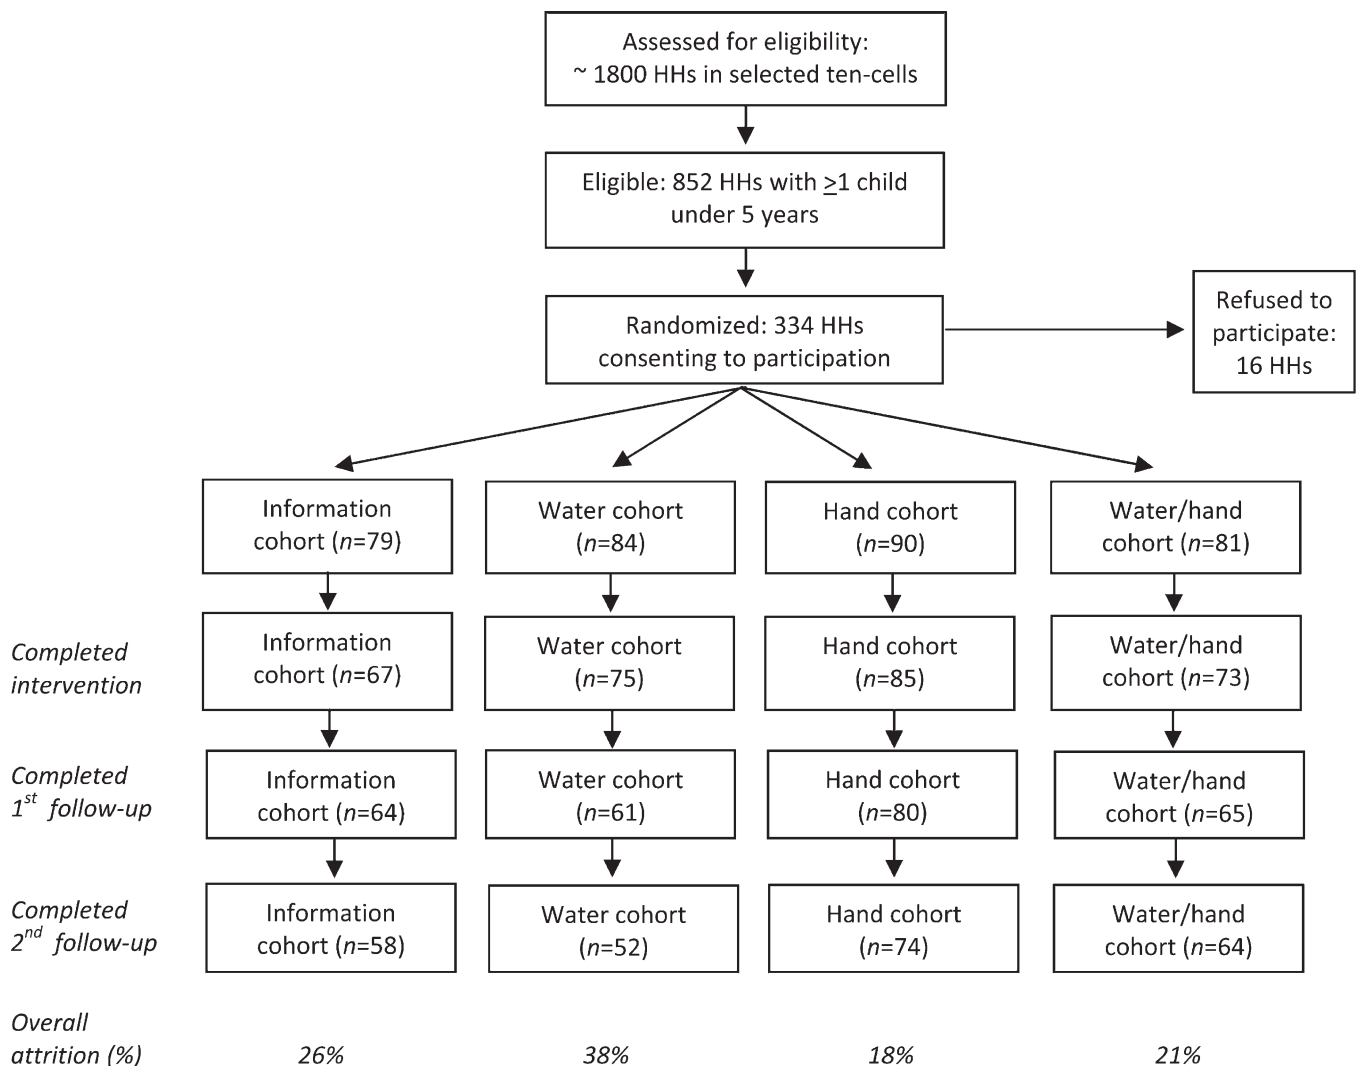 Assessed for eligibility:
~ 1800 HHs in selected ten-cells
Eligible: 852 HHs with ≥1 child
under 5 years
Randomized: 334 HHs
consenting to participation
Refused to
participate:
16 HHs
Information
cohort (n=79)
Water cohort
(n=84)
Hand cohort
(n=90)
Water/hand
cohort (n=81)
Completed
intervention
Information
cohort (n=67)
Water cohort
(n=75)
Hand cohort
(n=85)
Water/hand
cohort (n=73)
Completed
1st follow-up
Information
cohort (n=64)
Water cohort
(n=61)
Hand cohort
(n=80)
Water/hand
cohort (n=65)
Completed
2nd follow-up
Information
cohort (n=58)
Water cohort
(n=52)
Hand cohort
(n=74)
Water/hand
cohort (n=64)
Overall
attrition (%)
26%
38%
18%
21%